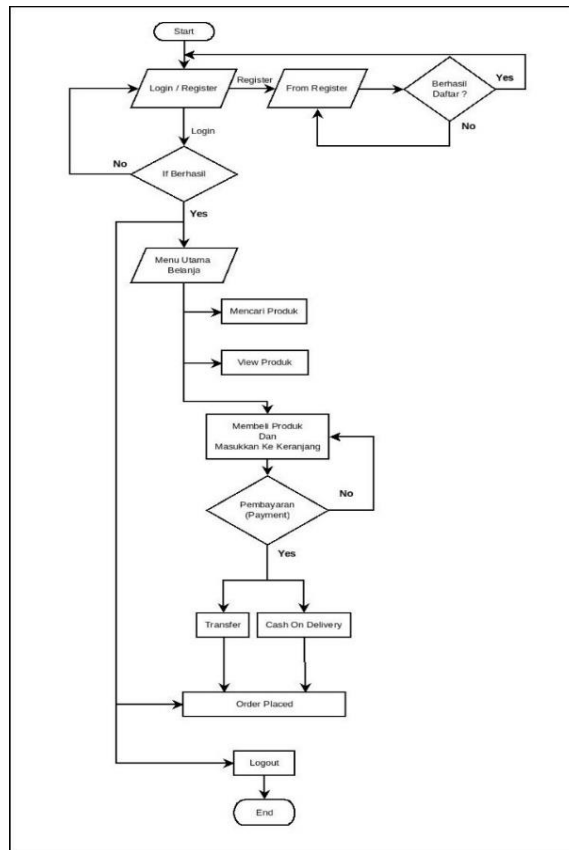 Start
Login / Register
Register
From Register
Berhasil
Daftar ?
Yes
No
Login
No
If Berhasil
Yes
Menu Utama
Belanja
Mencari Produk
View Produk
Membeli Produk
Dan
Masukkan Ke Keranjang
No
Pembayaran
(Payment)
Yes
Transfer
Cash On Delivery
Order Placed
Logout
End